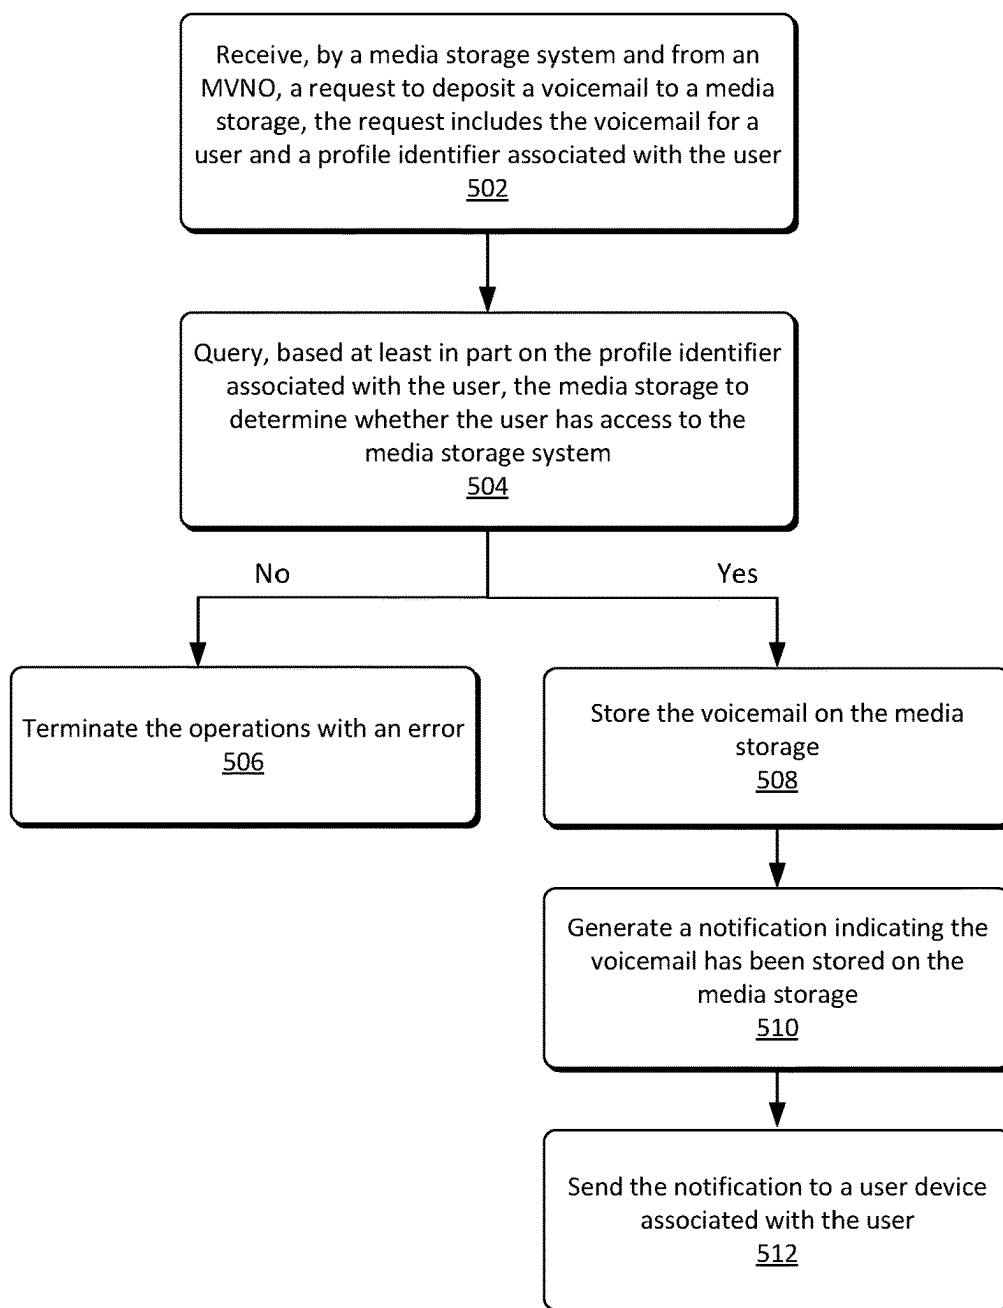 Receive, by a media storage system and from an
MVNO, a request to deposit a voicemail to a media
storage, the request includes the voicemail for a
user and a profile identifier associated with the user
502
Query, based at least in part on the profile identifier
associated with the user, the media storage to
determine whether the user has access to the
media storage system
504
No
Yes
Terminate the operations with an error
506
Store the voicemail on the media
storage
508
Generate a notification indicating the
voicemail has been stored on the
media storage
510
Send the notification to a user device
associated with the user
512